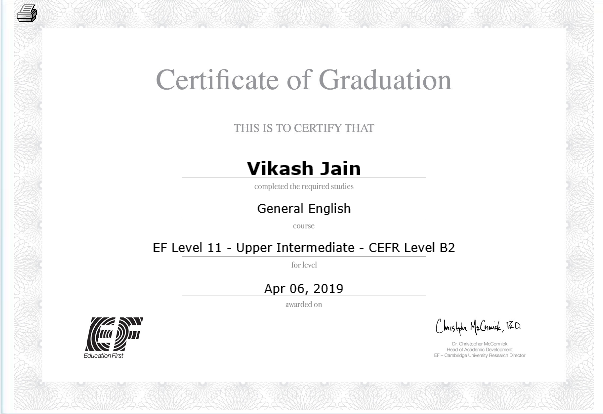 Certificate of Graduation
THIS IS TO CERTIFY THAT
Vikash Jain
completed the required studies
General English
course
EF Level 11 - Upper Intermediate - CEFR Level B2
for level
Apr 06, 2019
awarded on
EF
Education First
Christopher McCormick, Ph.D.
Dr. Christopher McCormick
Head of Academic Development
EF - Cambridge University Research Director